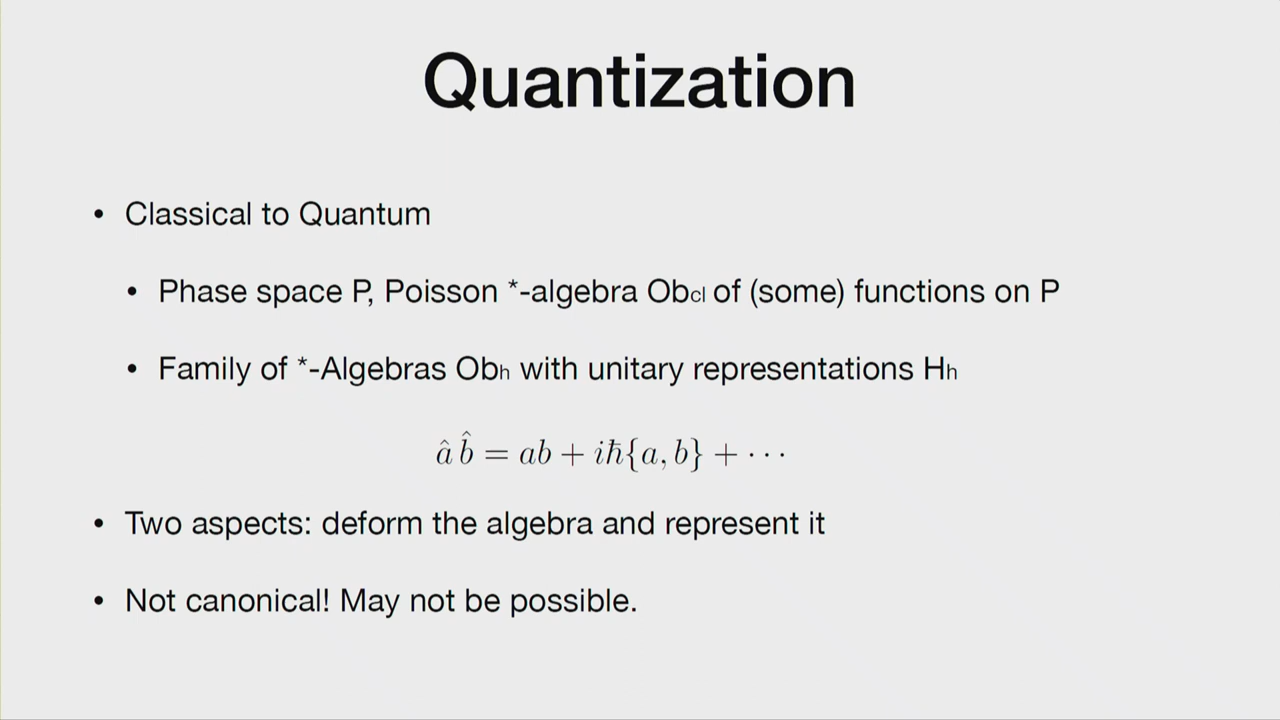 Quantization
• Classical to Quantum
• Phase space P, Poisson *-algebra Ob_cl of (some) functions on P
• Family of *-Algebras Ob_h with unitary representations H_h
â b̂ = ab + iħ{a, b} + ···
• Two aspects: deform the algebra and represent it
• Not canonical! May not be possible.